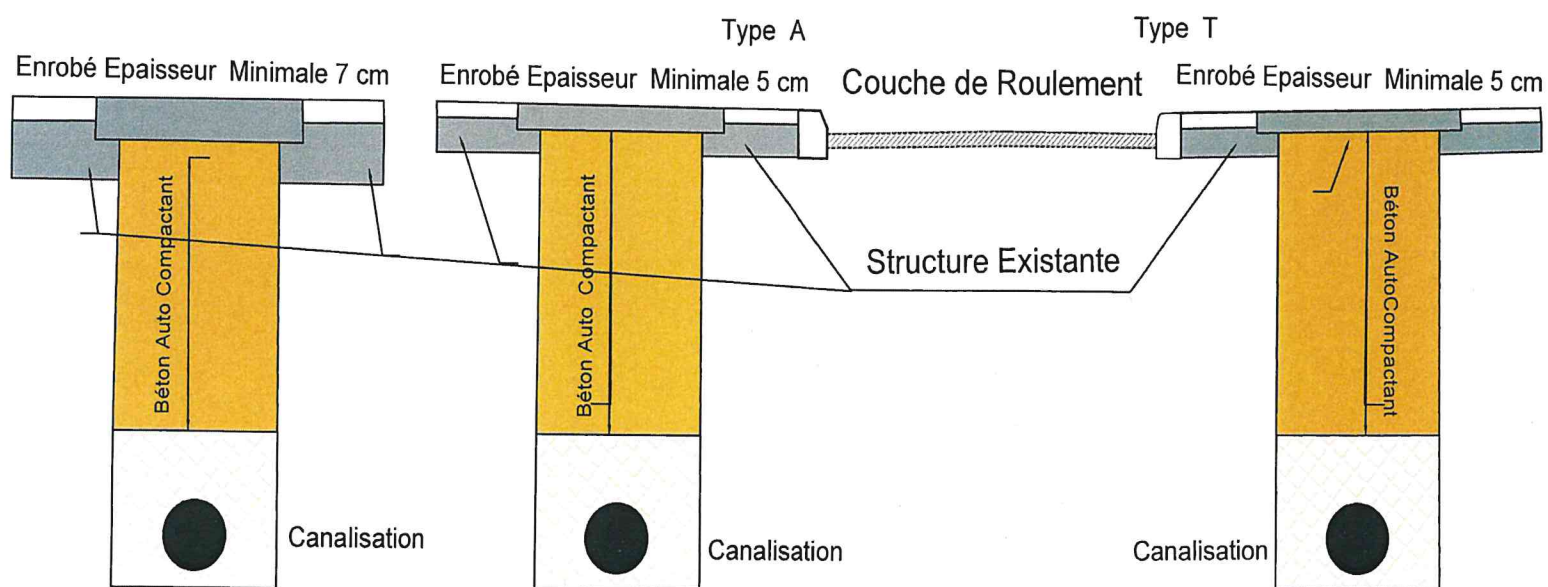 Type A
Type T
Enrobé Epaisseur Minimale 7 cm
Enrobé Epaisseur Minimale 5 cm
Couche de Roulement
Enrobé Epaisseur Minimale 5 cm
Béton Auto Compactant
Béton Auto Compactant
Béton AutoCompactant
Structure Existante
Canalisation
Canalisation
Canalisation